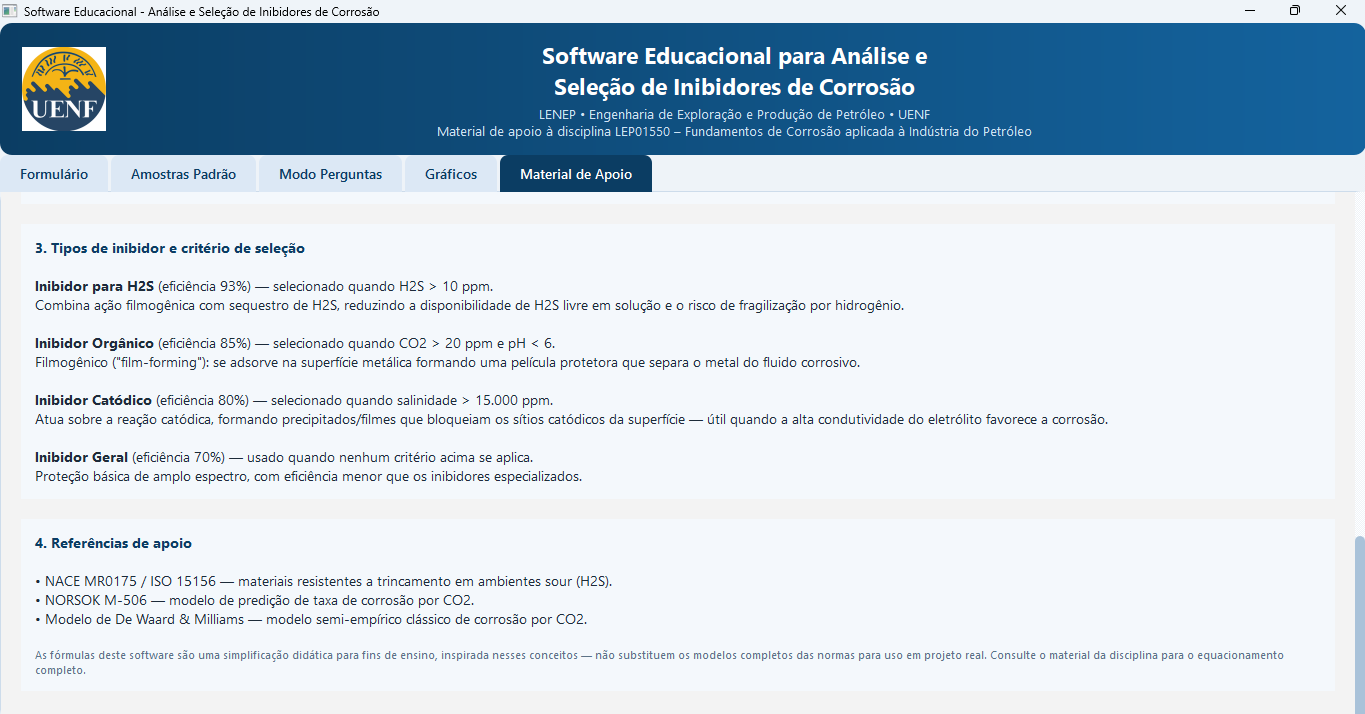 Software Educacional - Análise e Seleção de Inibidores de Corrosão
UENF
Software Educacional para Análise e
Seleção de Inibidores de Corrosão
LENEP • Engenharia de Exploração e Produção de Petróleo • UENF
Material de apoio à disciplina LEP01550 – Fundamentos de Corrosão aplicada à Indústria do Petróleo
Formulário
Amostras Padrão
Modo Perguntas
Gráficos
Material de Apoio
3. Tipos de inibidor e critério de seleção
Inibidor para H2S (eficiência 93%) — selecionado quando H2S > 10 ppm.
Combina ação filmogênica com sequestro de H2S, reduzindo a disponibilidade de H2S livre em solução e o risco de fragilização por hidrogênio.
Inibidor Orgânico (eficiência 85%) — selecionado quando CO2 > 20 ppm e pH < 6.
Filmogênico ("film-forming"): se adsorve na superfície metálica formando uma película protetora que separa o metal do fluido corrosivo.
Inibidor Catódico (eficiência 80%) — selecionado quando salinidade > 15.000 ppm.
Atua sobre a reação catódica, formando precipitados/filmes que bloqueiam os sítios catódicos da superfície — útil quando a alta condutividade do eletrólito favorece a corrosão.
Inibidor Geral (eficiência 70%) — usado quando nenhum critério acima se aplica.
Proteção básica de amplo espectro, com eficiência menor que os inibidores especializados.
4. Referências de apoio
• NACE MR0175 / ISO 15156 — materiais resistentes a trincamento em ambientes sour (H2S).
• NORSOK M-506 — modelo de predição de taxa de corrosão por CO2.
• Modelo de De Waard & Milliams — modelo semi-empírico clássico de corrosão por CO2.
As fórmulas deste software são uma simplificação didática para fins de ensino, inspirada nesses conceitos — não substituem os modelos completos das normas para uso em projeto real. Consulte o material da disciplina para o equacionamento
completo.